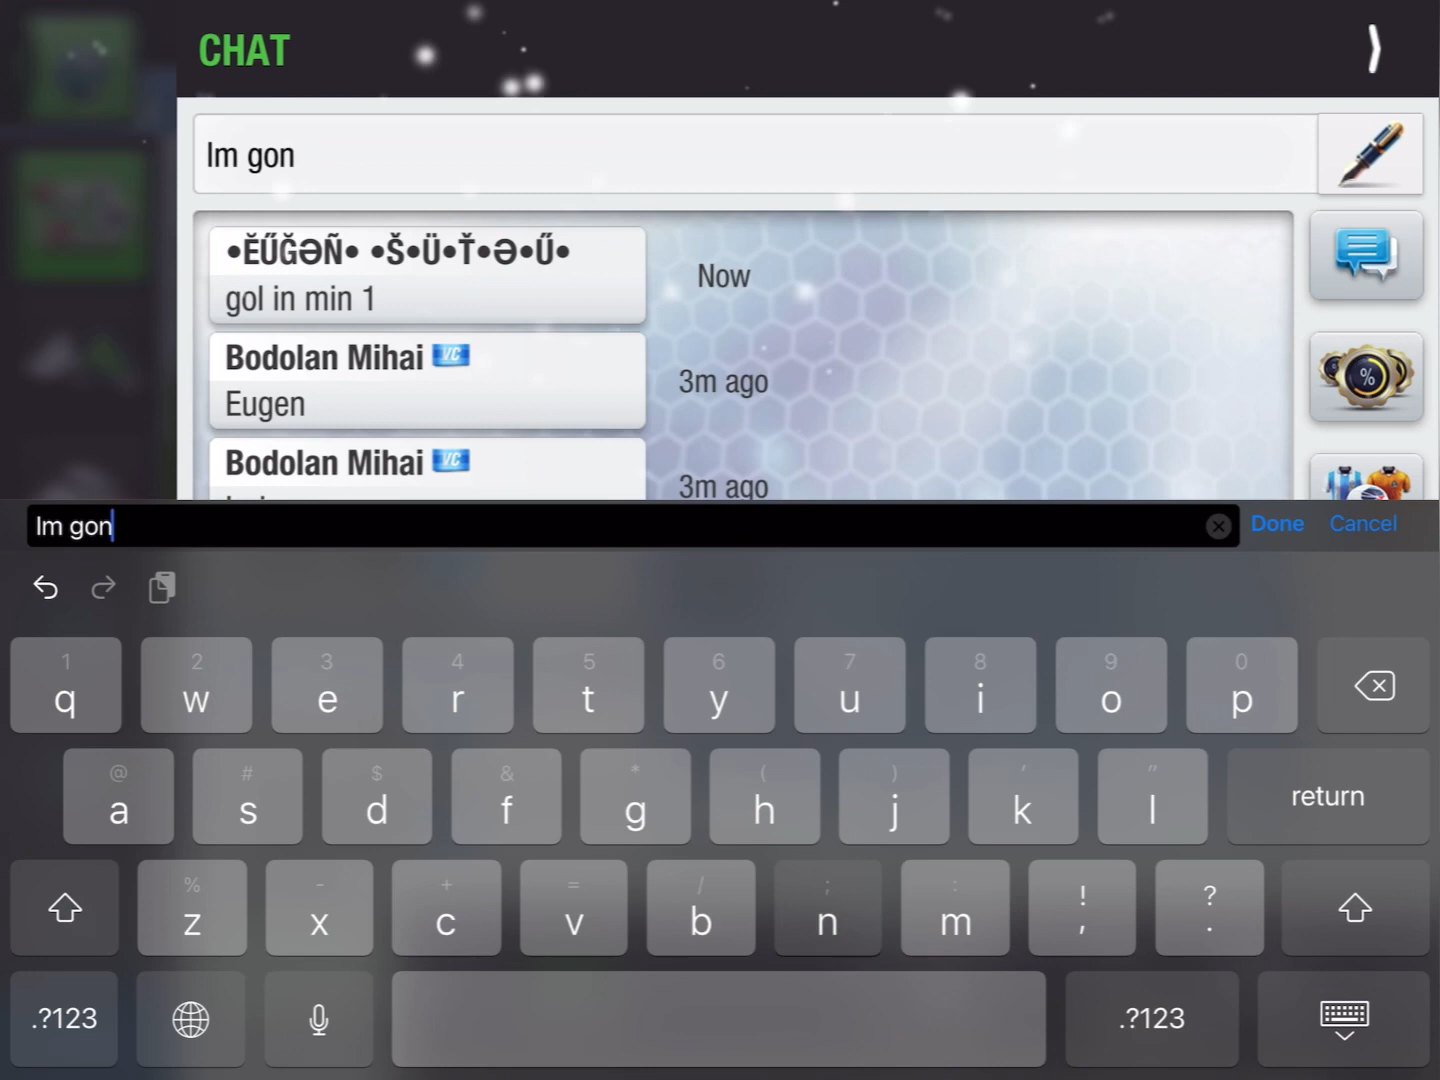 CHAT
Im gon
•ĔŰĞƏÑ• •Š•Ü•Ť•Ə•Ű•
gol in min 1
Now
Bodolan Mihai VC
Eugen
3m ago
Bodolan Mihai VC
3m ago
%
Im gon
Done
Cancel
1 2 3 4 5 6 7 8 9 0
q w e r t y u i o p
@ # $ & * ( ) ' "
a s d f g h j k l return
% - + = / ; : ! ?
z x c v b n m , .
.?123 .?123